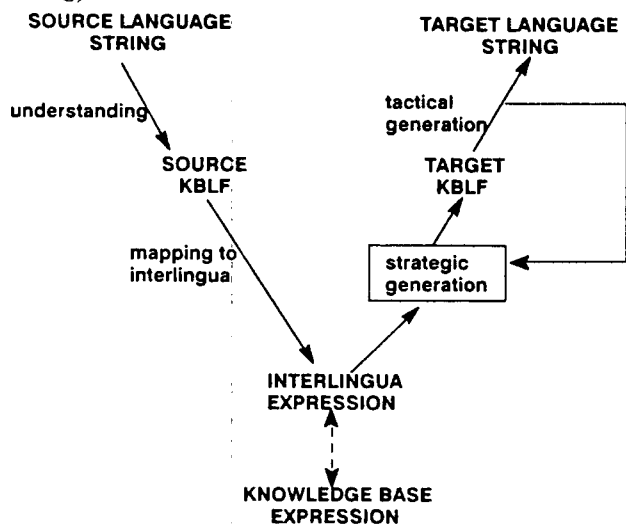 SOURCE LANGUAGE
STRING
TARGET LANGUAGE
STRING
understanding
tactical
generation
SOURCE
KBLF
TARGET
KBLF
mapping to
interlingua
strategic
generation
INTERLINGUA
EXPRESSION
KNOWLEDGE BASE
EXPRESSION